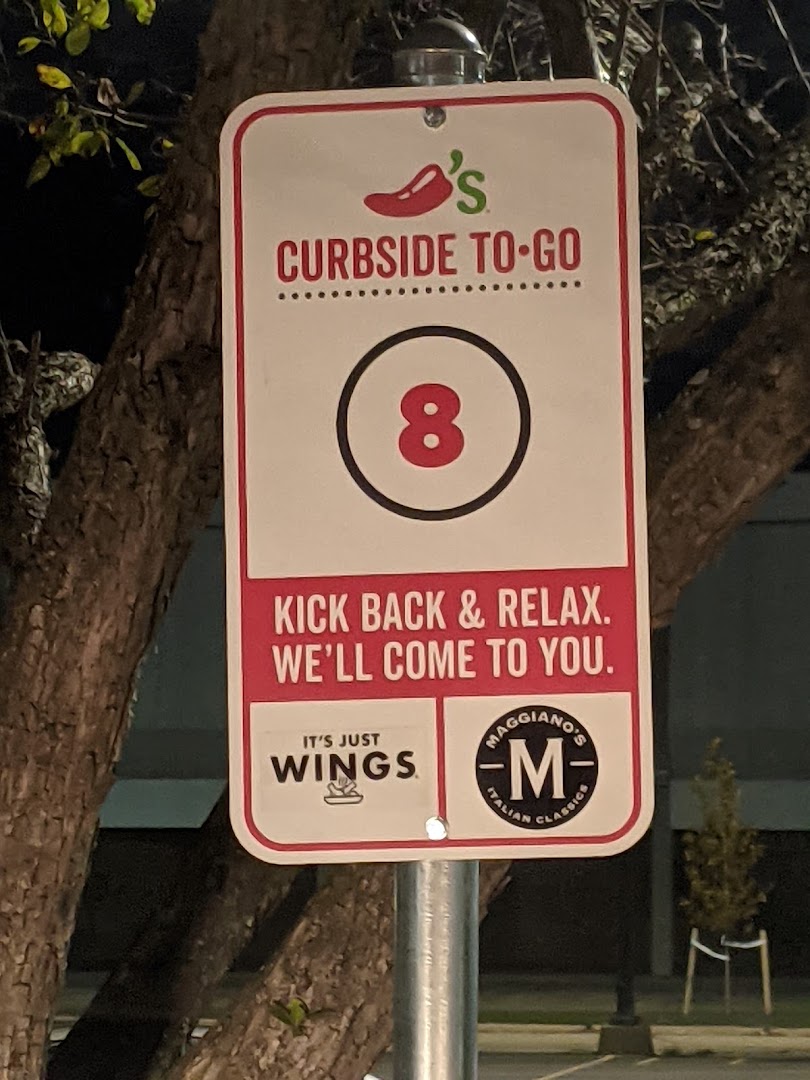 'S
CURBSIDE TO•GO
8
KICK BACK & RELAX.
WE'LL COME TO YOU.
IT'S JUST
WINGS
MAGGIANO'S
M
ITALIAN CLASSICS